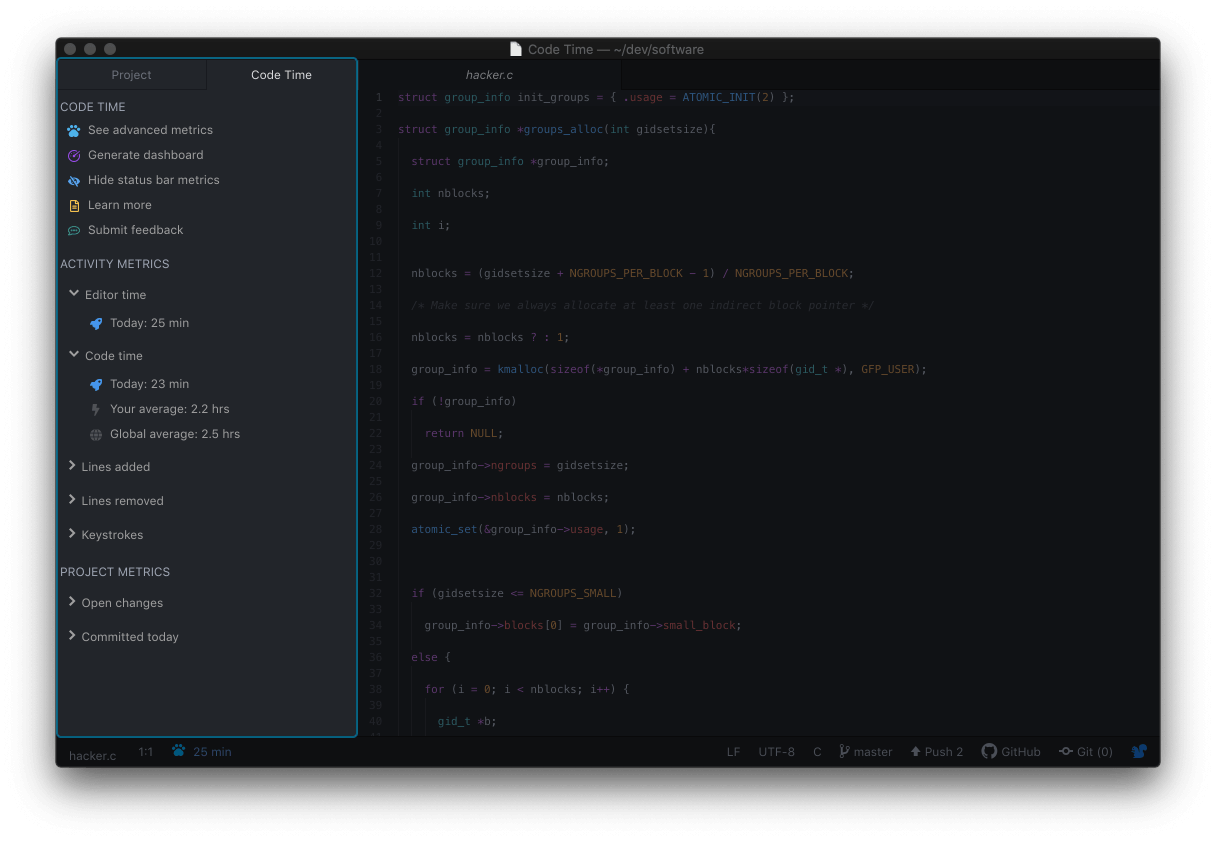 Code Time — ~/dev/software
Project
Code Time
CODE TIME
See advanced metrics
Generate dashboard
Hide status bar metrics
Learn more
Submit feedback
ACTIVITY METRICS
Editor time
Today: 25 min
Code time
Today: 23 min
Your average: 2.2 hrs
Global average: 2.5 hrs
Lines added
Lines removed
Keystrokes
PROJECT METRICS
Open changes
Committed today
hacker.c
1 struct group_info init_groups = { .usage = ATOMIC_INIT(2) };
2
3 struct group_info *groups_alloc(int gidsetsize){
4
5 struct group_info *group_info;
6
7 int nblocks;
8
9 int i;
10
11
12 nblocks = (gidsetsize + NGROUPS_PER_BLOCK - 1) / NGROUPS_PER_BLOCK;
13
14 /* Make sure we always allocate at least one indirect block pointer */
15
16 nblocks = nblocks ? : 1;
17
18 group_info = kmalloc(sizeof(*group_info) + nblocks*sizeof(gid_t *), GFP_USER);
19
20 if (!group_info)
21
22 return NULL;
23
24 group_info->ngroups = gidsetsize;
25
26 group_info->nblocks = nblocks;
27
28 atomic_set(&group_info->usage, 1);
29
30
31
32 if (gidsetsize <= NGROUPS_SMALL)
33
34 group_info->blocks[0] = group_info->small_block;
35
36 else {
37
38 for (i = 0; i < nblocks; i++) {
39
40 gid_t *b;
hacker.c 1:1 25 min LF UTF-8 C master Push 2 GitHub Git (0)